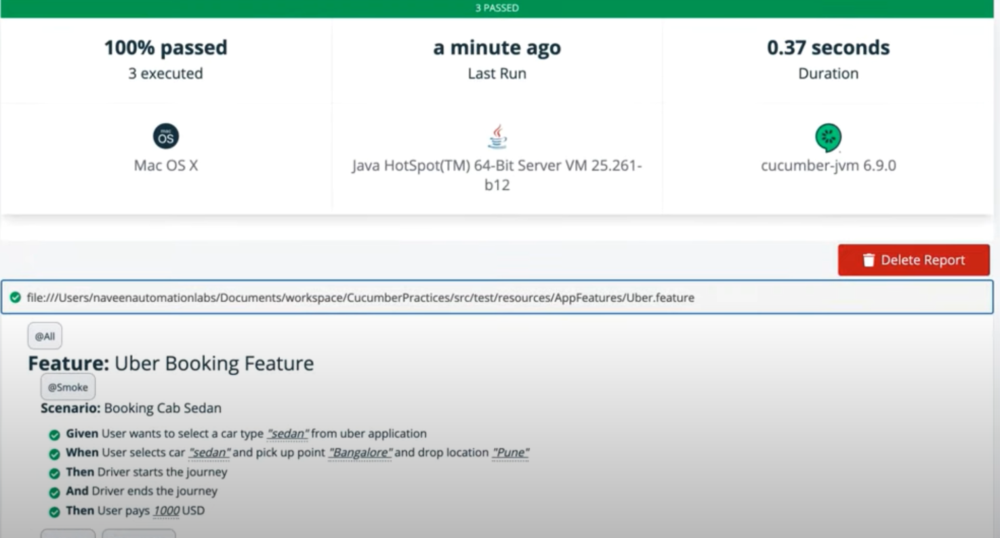 3 PASSED
100% passed
3 executed
a minute ago
Last Run
0.37 seconds
Duration
mac
OS
Mac OS X
Java HotSpot(TM) 64-Bit Server VM 25.261-
b12
cucumber-jvm 6.9.0
Delete Report
file:///Users/naveenautomationlabs/Documents/workspace/CucumberPractices/src/test/resources/AppFeatures/Uber.feature
@All
Feature: Uber Booking Feature
@Smoke
Scenario: Booking Cab Sedan
Given User wants to select a car type "sedan" from uber application
When User selects car "sedan" and pick up point "Bangalore" and drop location "Pune"
Then Driver starts the journey
And Driver ends the journey
Then User pays 1000 USD